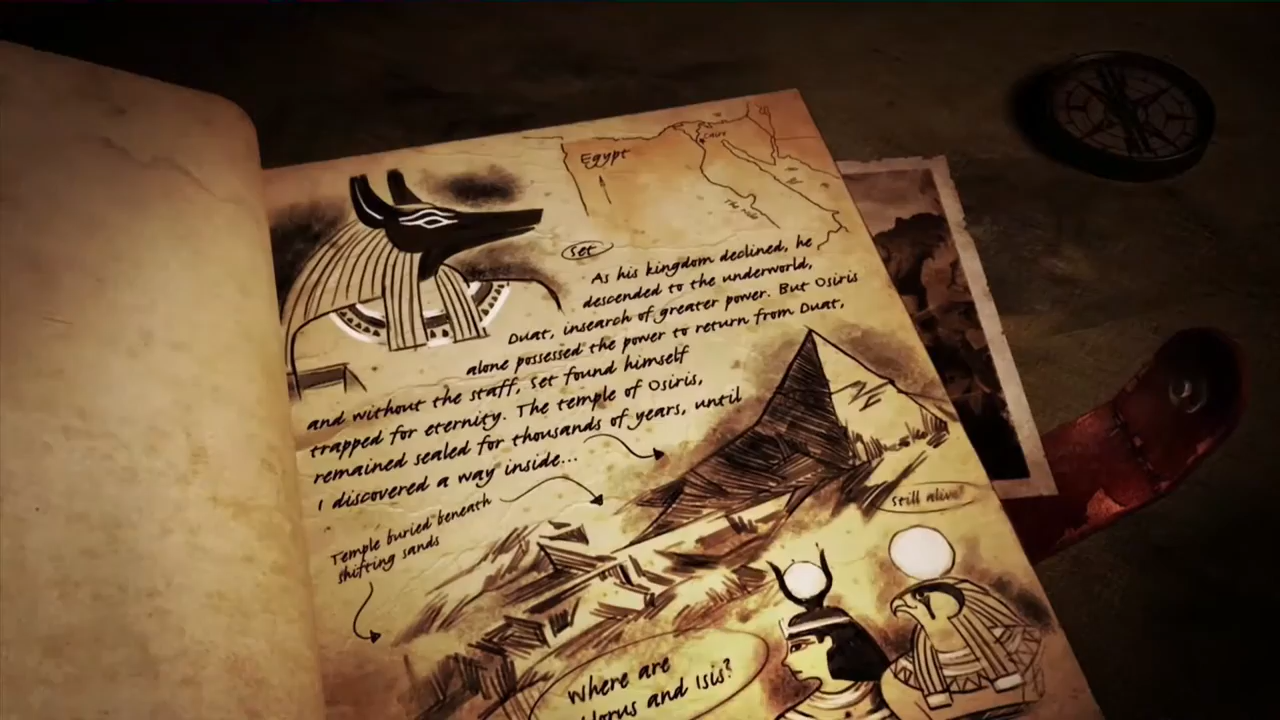 Egypt
Cairo
The Nile
Set
As his kingdom declined, he
descended to the underworld,
Duat, insearch of greater power. But Osiris
alone possessed the power to return from Duat,
and without the staff, Set found himself
trapped for eternity. The temple of Osiris,
remained sealed for thousands of years, until
I discovered a way inside...
Temple buried beneath
shifting sands
Still alive?
Where are
Horus and Isis?